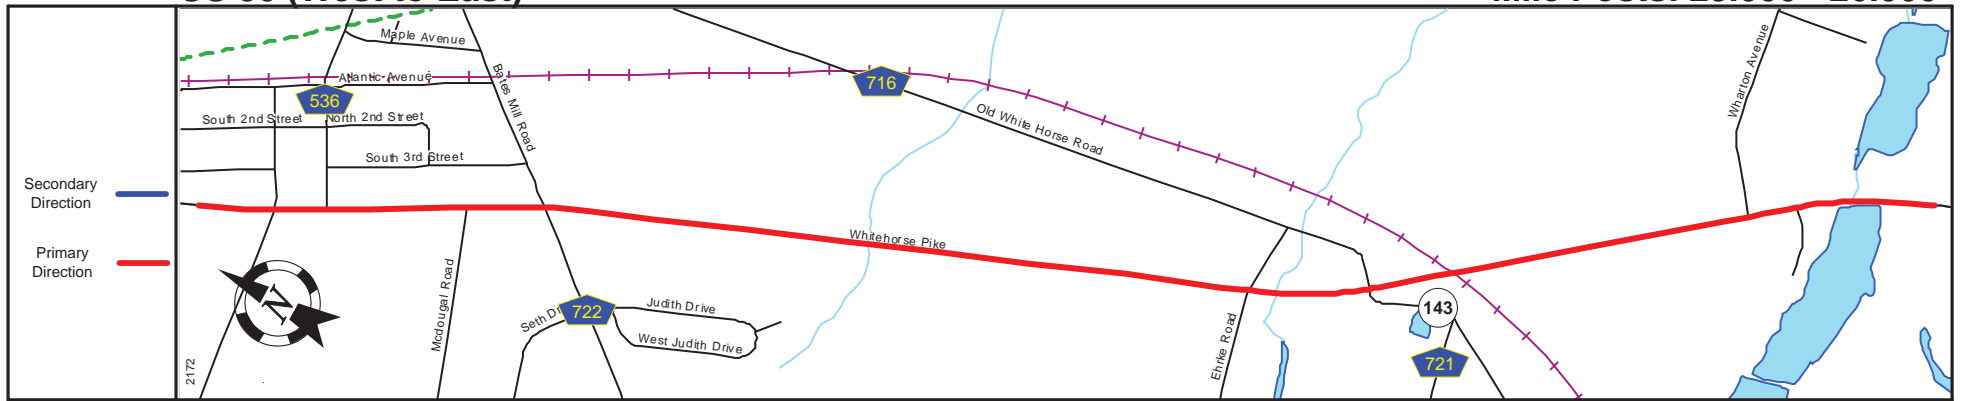 Secondary
Direction
Primary
Direction
Maple Avenue
Atlantic Avenue
536
South 2nd Street
North 2nd Street
South 3rd Street
Bates Mill Road
716
Old White Horse Road
Wharton Avenue
Whitehorse Pike
N
2172
Mcdougal Road
722
Judith Drive
West Judith Drive
Ehrke Road
143
721